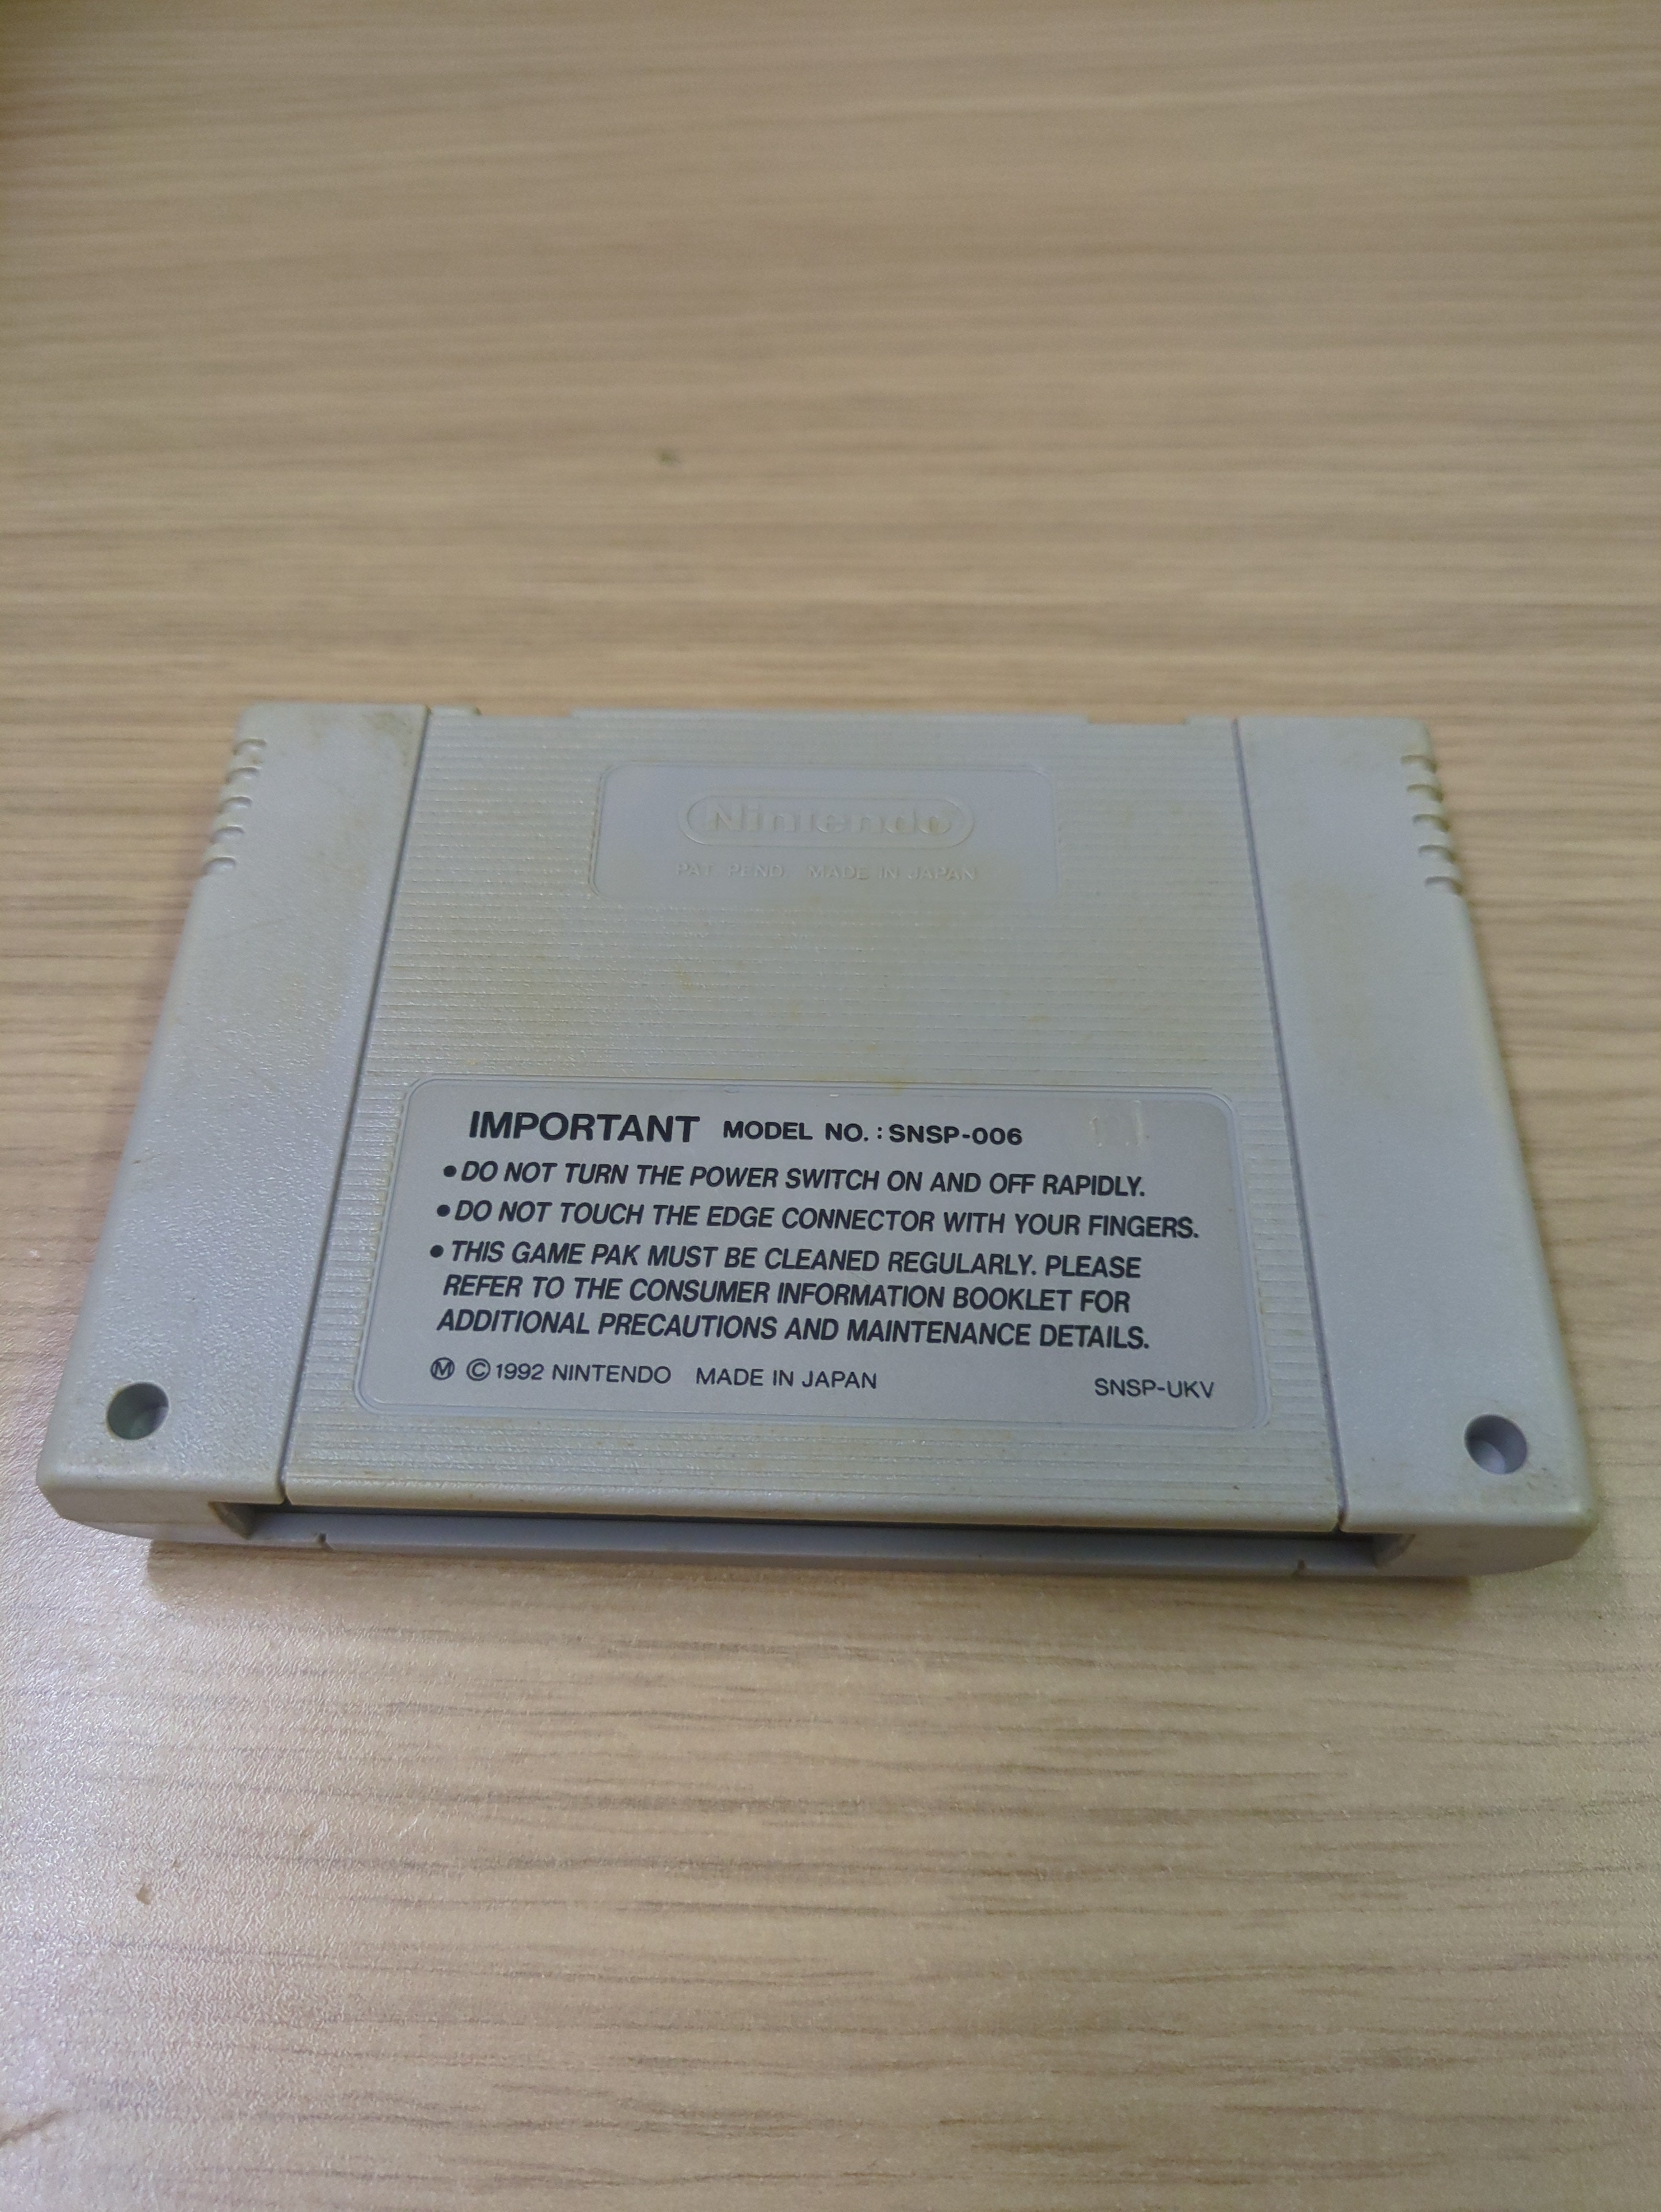 Nintendo
PAT. PEND. MADE IN JAPAN
IMPORTANT MODEL NO.: SNSP-006
●DO NOT TURN THE POWER SWITCH ON AND OFF RAPIDLY.
●DO NOT TOUCH THE EDGE CONNECTOR WITH YOUR FINGERS.
●THIS GAME PAK MUST BE CLEANED REGULARLY. PLEASE
REFER TO THE CONSUMER INFORMATION BOOKLET FOR
ADDITIONAL PRECAUTIONS AND MAINTENANCE DETAILS.
Ⓜ ©1992 NINTENDO MADE IN JAPAN SNSP-UKV